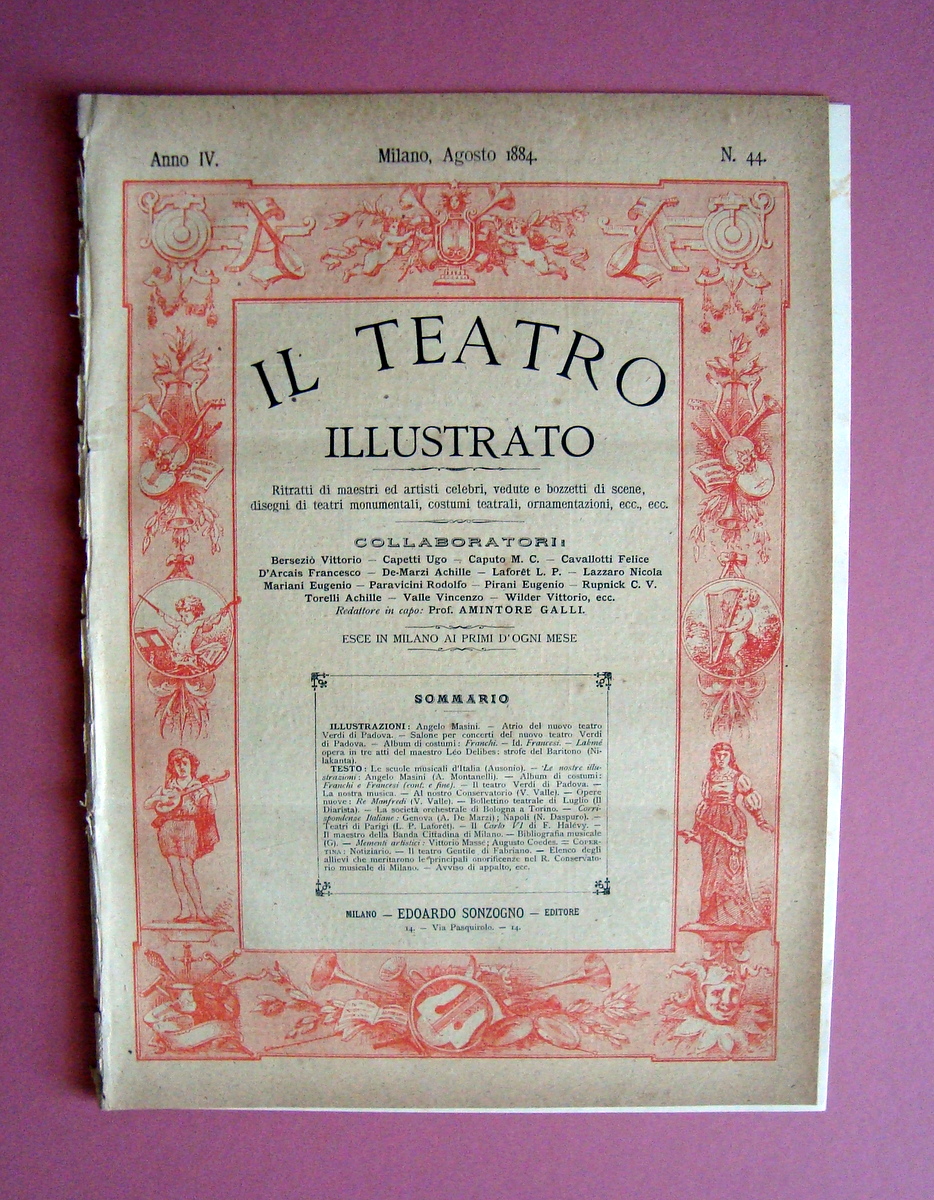 Anno IV.
Milano, Agosto 1884.
N. 44.
IL TEATRO
ILLUSTRATO
Ritratti di maestri ed artisti celebri, vedute e bozzetti di scene,
disegni di teatri monumentali, costumi teatrali, ornamentazioni, ecc., ecc.
COLLABORATORI:
Berseziò Vittorio — Capetti Ugo — Caputo M. C. — Cavallotti Felice
D'Arcais Francesco — De-Marzi Achille — Laforêt L. P. — Lazzaro Nicola
Mariani Eugenio — Paravicini Rodolfo — Pirani Eugenio — Rupnick C. V.
Torelli Achille — Valle Vincenzo — Wilder Vittorio, ecc.
Redattore in capo: Prof. AMINTORE GALLI.
ESCE IN MILANO AI PRIMI D'OGNI MESE
SOMMARIO
ILLUSTRAZIONI: Angelo Masini. — Atrio del nuovo teatro
Verdi di Padova. — Salone per concerti del nuovo teatro Verdi
di Padova. — Album di costumi: Franchi. — Id. Francesi. — Lakmé
opera in tre atti del maestro Léo Delibes: strofe del Baritono (Ni-
lakanta).
TESTO: Le scuole musicali d'Italia (Ausonio). — Le nostre illu-
strazioni: Angelo Masini (A. Montanelli). — Album di costumi:
Franchi e Francesi (cont. e fine). — Il teatro Verdi di Padova. —
La nostra musica. — Al nostro Conservatorio (V. Valle). — Opere
nuove: Re Manfredi (V. Valle). — Bollettino teatrale di Luglio (Il
Diarista). — La società orchestrale di Bologna a Torino. — Corri-
spondenze Italiane: Genova (A. De Marzi); Napoli (N. Daspuro). —
Teatri di Parigi (L. P. Laforêt). — Il Carlo VI di F. Halévy. —
Il maestro della Banda Cittadina di Milano. — Bibliografia musicale
(G). — Mementi artistici: Vittorio Massé; Augusto Coedes. = COPER-
TINA: Notiziario. — Il teatro Gentile di Fabriano. — Elenco degli
allievi che meritarono le principali onorificenze nel R. Conservato-
rio musicale di Milano. — Avviso di appalto, ecc.
MILANO — EDOARDO SONZOGNO — EDITORE
14. — Via Pasquirolo. — 14.